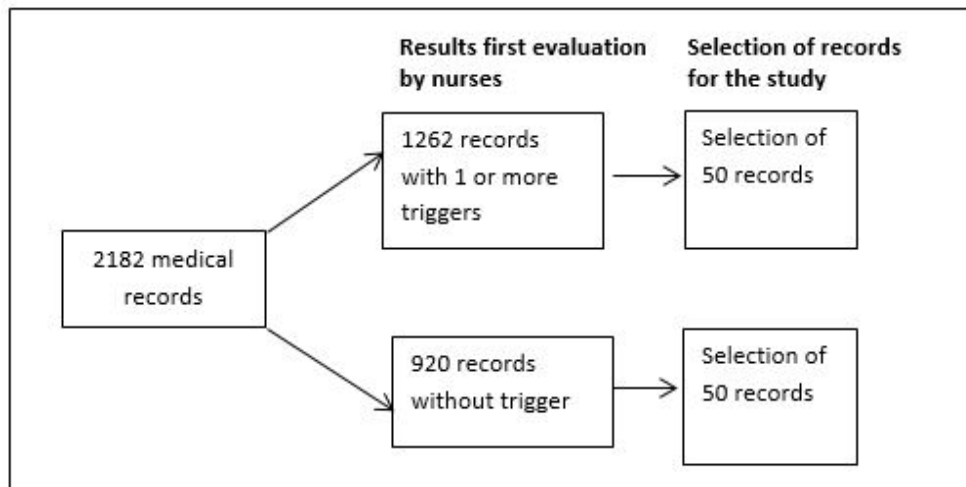 Results first evaluation
by nurses
Selection of records
for the study
2182 medical
records
1262 records
with 1 or more
triggers
Selection of
50 records
920 records
without trigger
Selection of
50 records